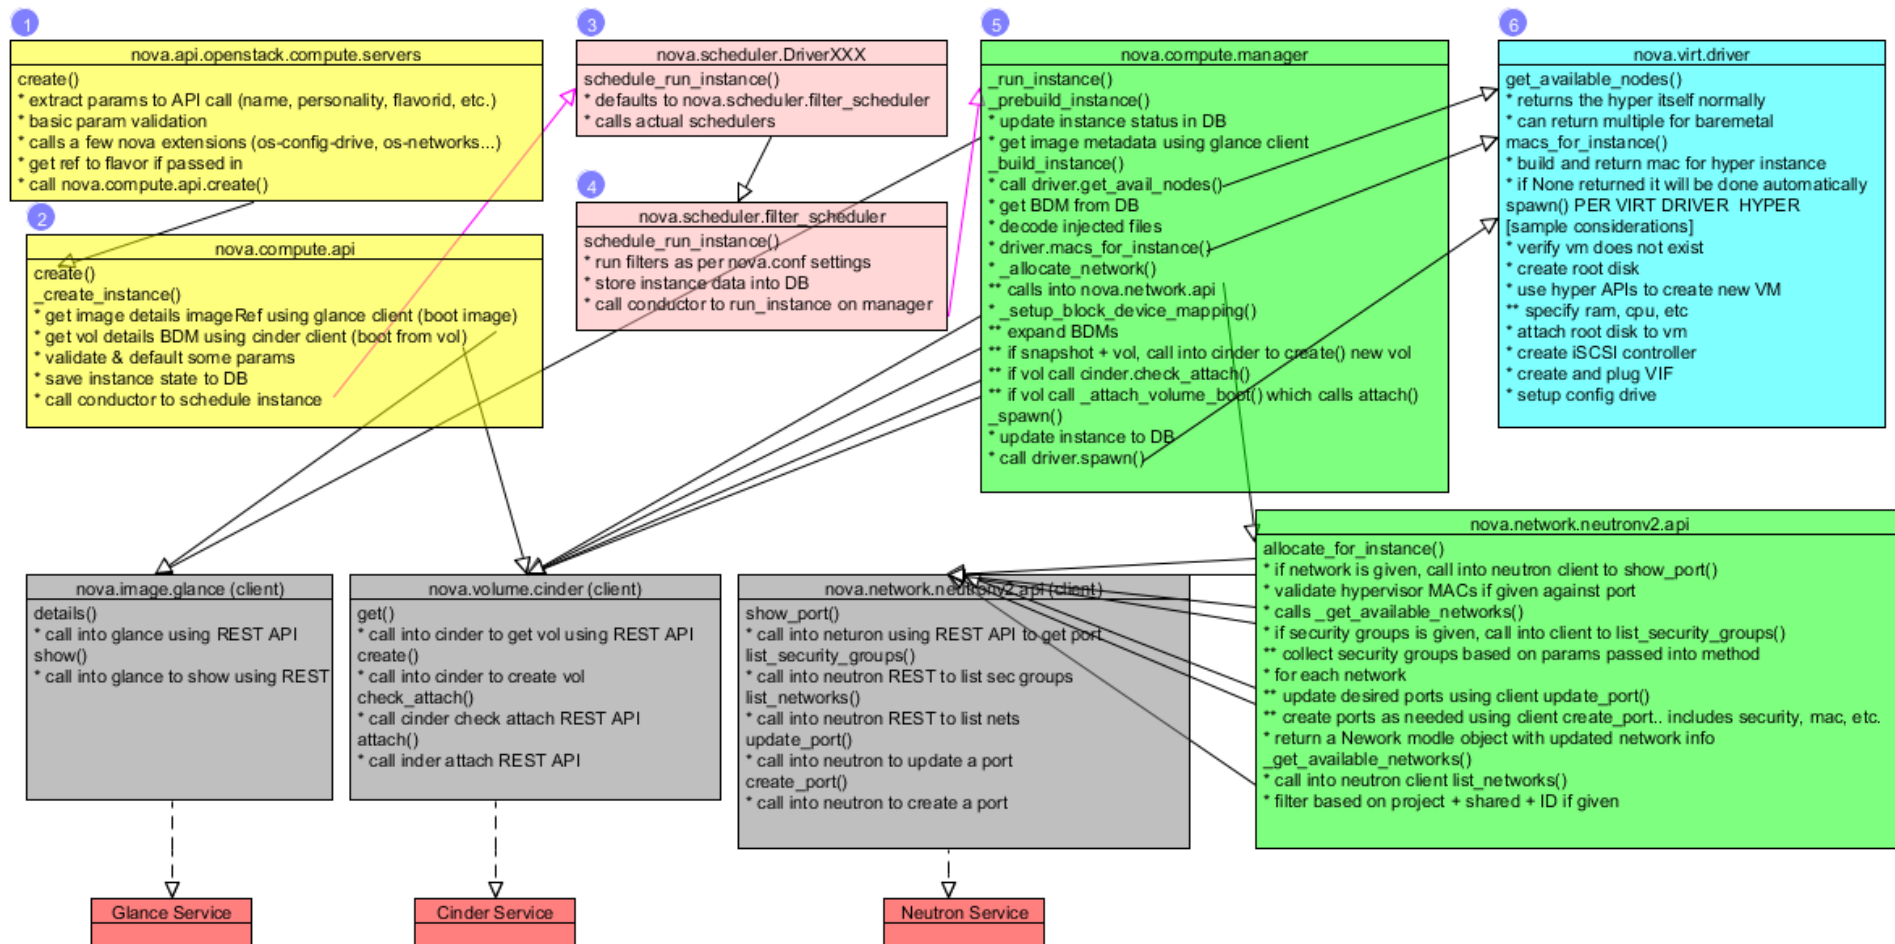 1
nova.api.openstack.compute.servers
create()
* extract params to API call (name, personality, flavorid, etc.)
* basic param validation
* calls a few nova extensions (os-config-drive, os-networks...)
* get ref to flavor if passed in
* call nova.compute.api.create()
2
nova.compute.api
create()
_create_instance()
* get image details imageRef using glance client (boot image)
* get vol details BDM using cinder client (boot from vol)
* validate & default some params
* save instance state to DB
* call conductor to schedule instance
3
nova.scheduler.DriverXXX
schedule_run_instance()
* defaults to nova.scheduler.filter_scheduler
* calls actual schedulers
4
nova.scheduler.filter_scheduler
schedule_run_instance()
* run filters as per nova.conf settings
* store instance data into DB
* call conductor to run_instance on manager
5
nova.compute.manager
_run_instance()
_prebuild_instance()
* update instance status in DB
* get image metadata using glance client
_build_instance()
* call driver.get_avail_nodes()
* get BDM from DB
* decode injected files
* driver.macs_for_instance()
* _allocate_network()
** calls into nova.network.api
* _setup_block_device_mapping()
** expand BDMs
** if snapshot + vol, call into cinder to create() new vol
** if vol call cinder.check_attach()
** if vol call _attach_volume_boot() which calls attach()
_spawn()
* update instance to DB
* call driver.spawn()
6
nova.virt.driver
get_available_nodes()
* returns the hyper itself normally
* can return multiple for baremetal
macs_for_instance()
* build and return mac for hyper instance
* if None returned it will be done automatically
spawn() PER VIRT DRIVER HYPER
[sample considerations]
* verify vm does not exist
* create root disk
* use hyper APIs to create new VM
** specify ram, cpu, etc
* attach root disk to vm
* create iSCSI controller
* create and plug VIF
* setup config drive
nova.image.glance (client)
details()
* call into glance using REST API
show()
* call into glance to show using REST
nova.volume.cinder (client)
get()
* call into cinder to get vol using REST API
create()
* call into cinder to create vol
check_attach()
* call cinder check attach REST API
attach()
* call inder attach REST API
nova.network.neutronv2.api (client)
show_port()
* call into neturon using REST API to get port
list_security_groups()
* call into neutron REST to list sec groups
list_networks()
* call into neutron REST to list nets
update_port()
* call into neutron to update a port
create_port()
* call into neutron to create a port
nova.network.neutronv2.api
allocate_for_instance()
* if network is given, call into neutron client to show_port()
* validate hypervisor MACs if given against port
* calls _get_available_networks()
* if security groups is given, call into client to list_security_groups()
** collect security groups based on params passed into method
* for each network
** update desired ports using client update_port()
** create ports as needed using client create_port.. includes security, mac, etc.
* return a Nework modle object with updated network info
_get_available_networks()
* call into neutron client list_networks()
* filter based on project + shared + ID if given
Glance Service
Cinder Service
Neutron Service